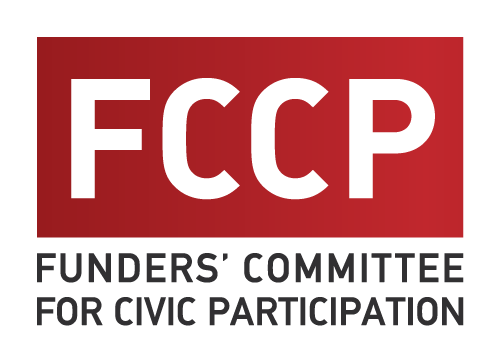 FCCP
FUNDERS’ COMMITTEE
FOR CIVIC PARTICIPATION